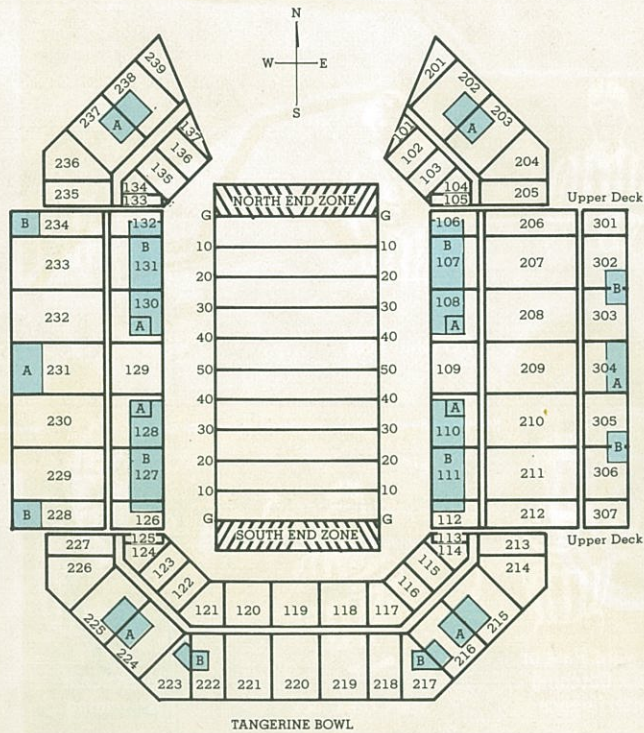 N
W E
S
239
238
237
A
236
235
137
136
135
134
133
201
202
203
A
204
205
101
102
103
104
105
Upper Deck
B 234
233
232
A 231
230
229
B 228
132
B
131
130
A
129
A
128
B
127
126
NORTH END ZONE
G G
10 10
20 20
30 30
40 40
50 50
40 40
30 30
20 20
10 10
G G
SOUTH END ZONE
106
B
107
108
A
109
A
110
B
111
112
206
207
208
209
210
211
212
301
302
B
303
304
A
305
B
306
307
Upper Deck
227
226
225
A
224
223
B
222
221
220
219
218
217
B
216
A
215
214
213
125
124
123
122
121
120
119
118
117
116
115
114
113
TANGERINE BOWL